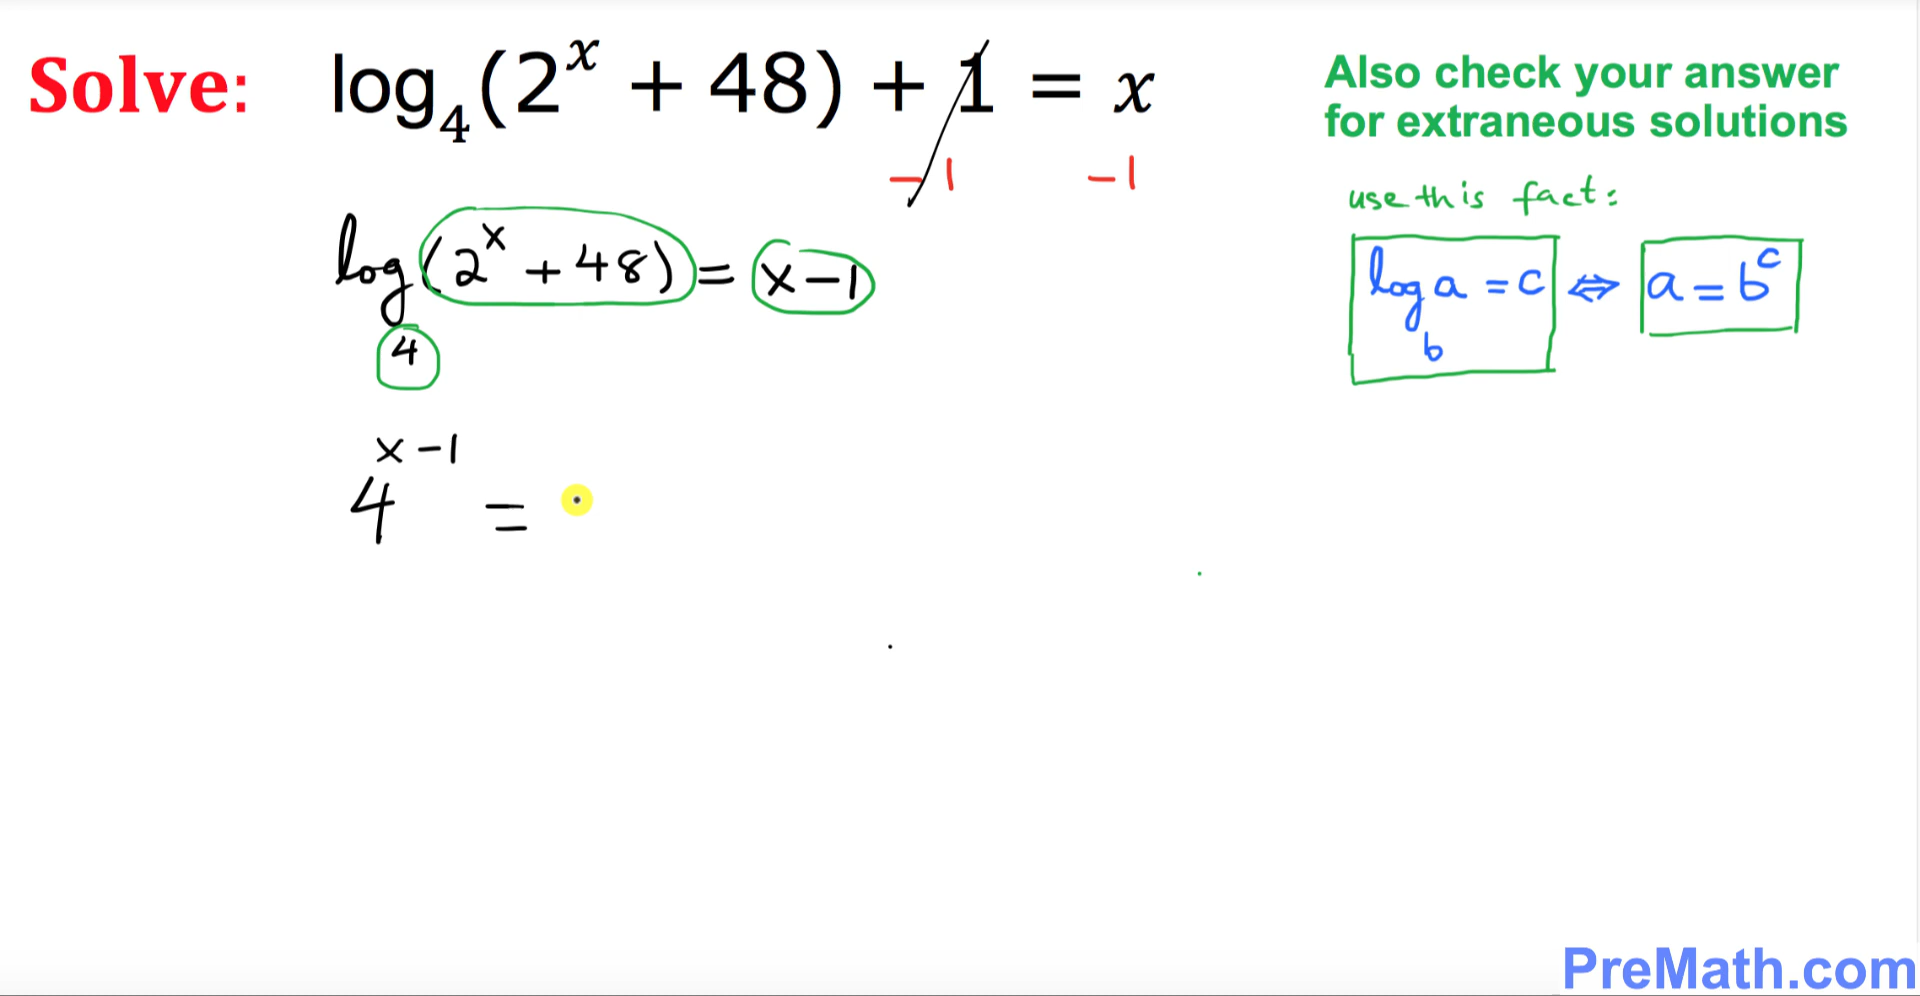 Solve: log₄(2ˣ + 48) + 1 = x
-1 -1
log₄(2ˣ + 48) = x - 1
4ˣ⁻¹ =
Also check your answer
for extraneous solutions
use this fact:
log_b a = c ⇔ a = bᶜ
PreMath.com